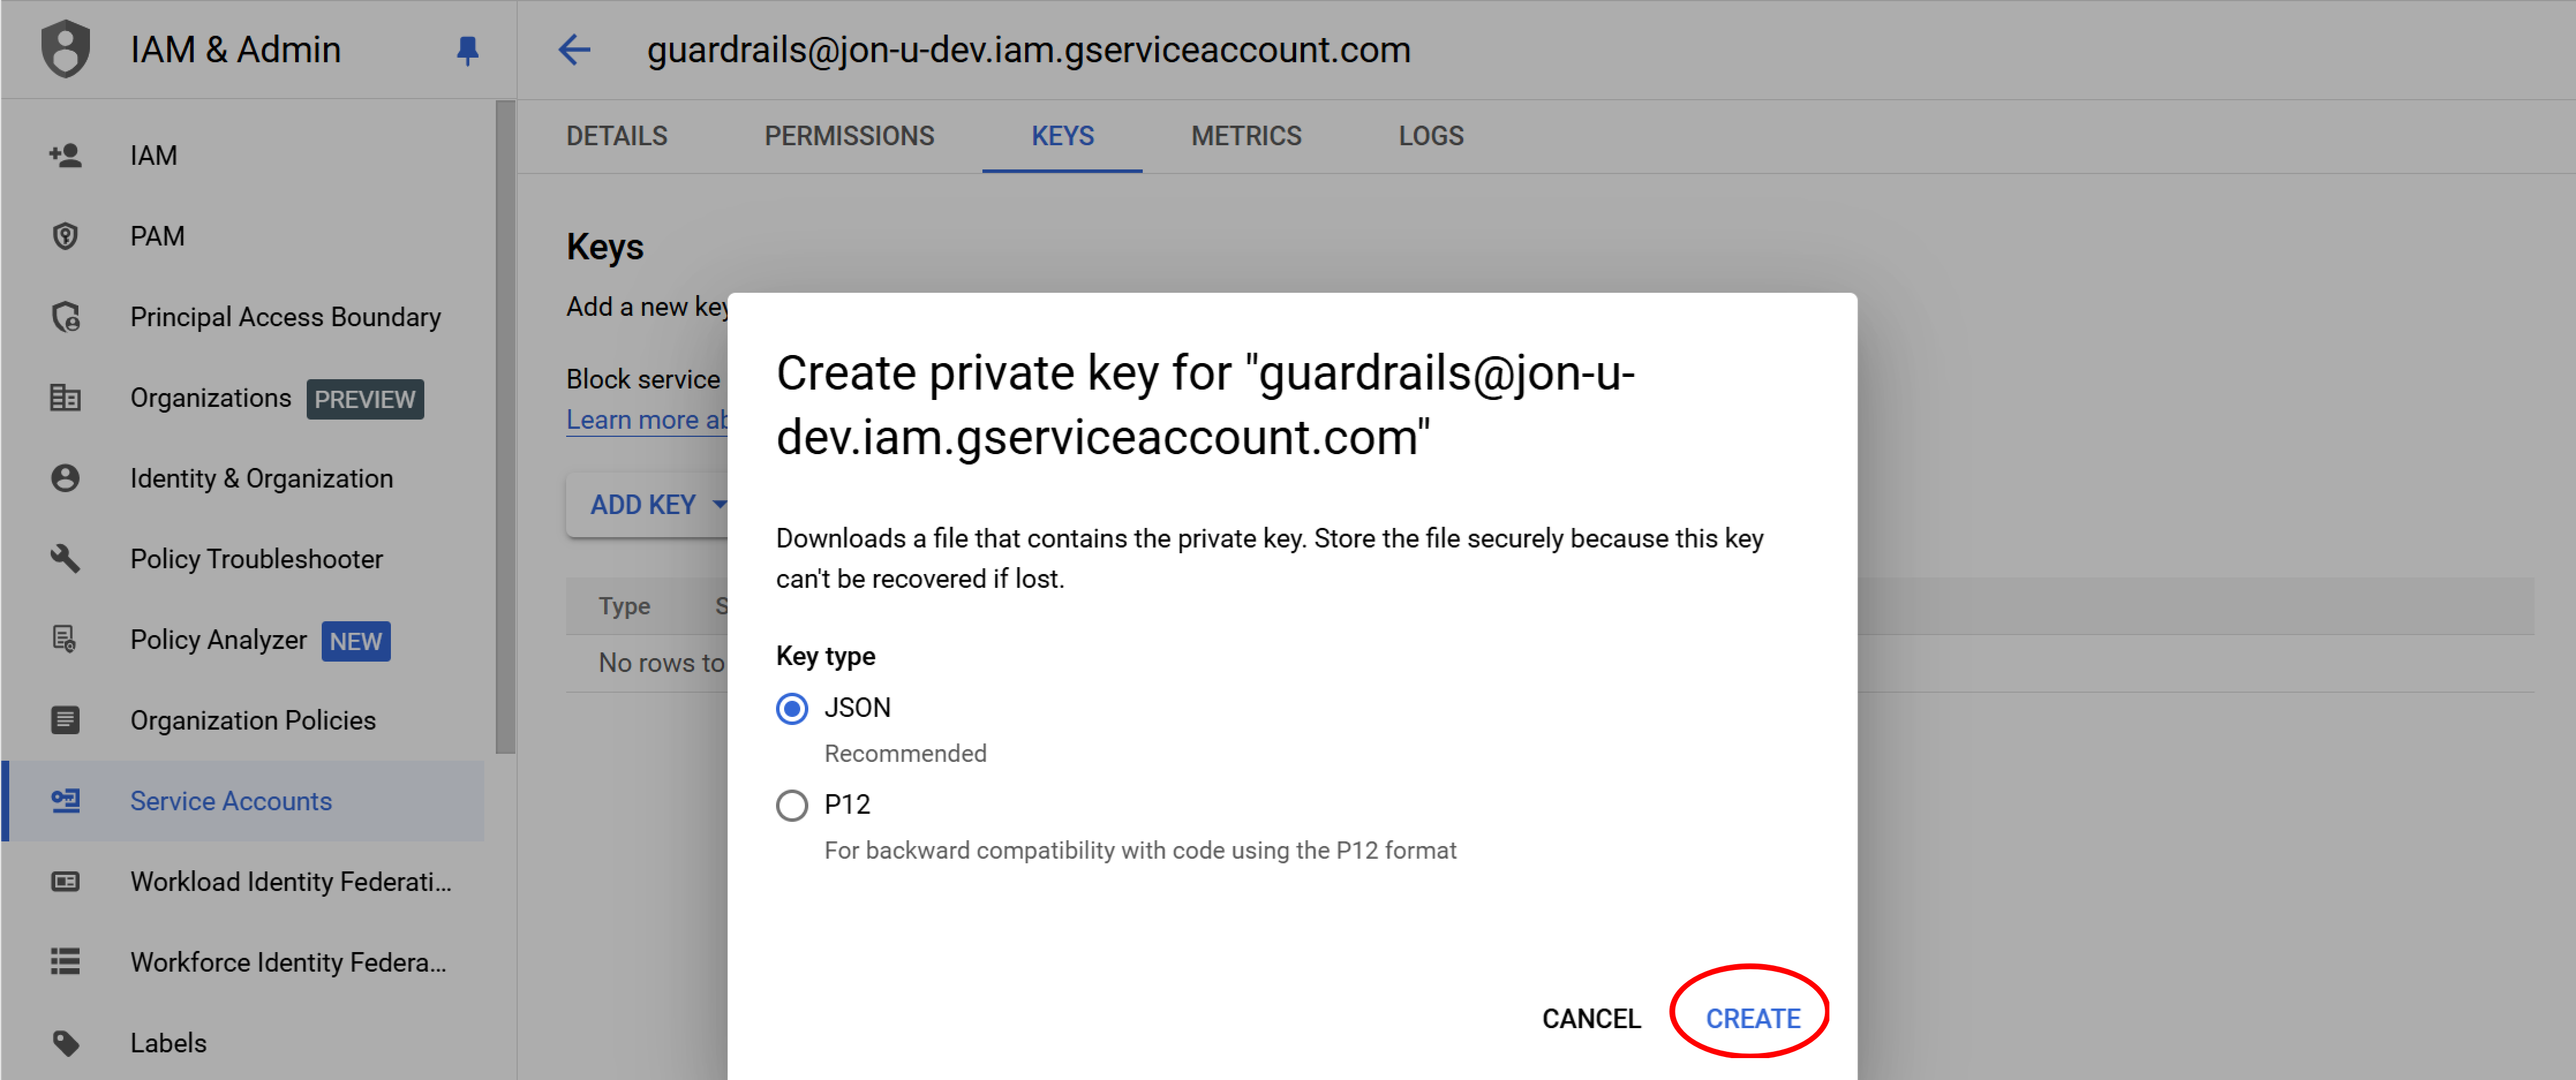 IAM & Admin
guardrails@jon-u-dev.iam.gserviceaccount.com
IAM
PAM
Principal Access Boundary
Organizations PREVIEW
Identity & Organization
Policy Troubleshooter
Policy Analyzer NEW
Organization Policies
Service Accounts
Workload Identity Federati...
Workforce Identity Federa...
Labels
DETAILS PERMISSIONS KEYS METRICS LOGS
Keys
Add a new key
Block service
Learn more ab
ADD KEY
Type S
No rows to
Create private key for "guardrails@jon-u-
dev.iam.gserviceaccount.com"
Downloads a file that contains the private key. Store the file securely because this key
can't be recovered if lost.
Key type
JSON
Recommended
P12
For backward compatibility with code using the P12 format
CANCEL CREATE